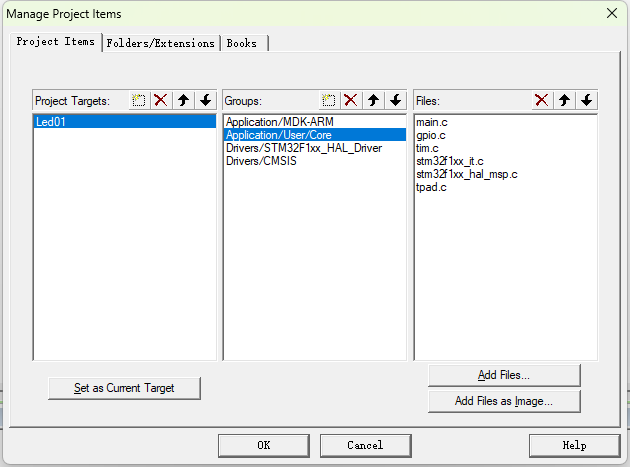 Manage Project Items
Project Items Folders/Extensions Books
Project Targets: Groups: Files:
Led01 Application/MDK-ARM main.c
Application/User/Core gpio.c
Drivers/STM32F1xx_HAL_Driver tim.c
Drivers/CMSIS stm32f1xx_it.c
stm32f1xx_hal_msp.c
tpad.c
Set as Current Target Add Files...
Add Files as Image...
OK Cancel Help